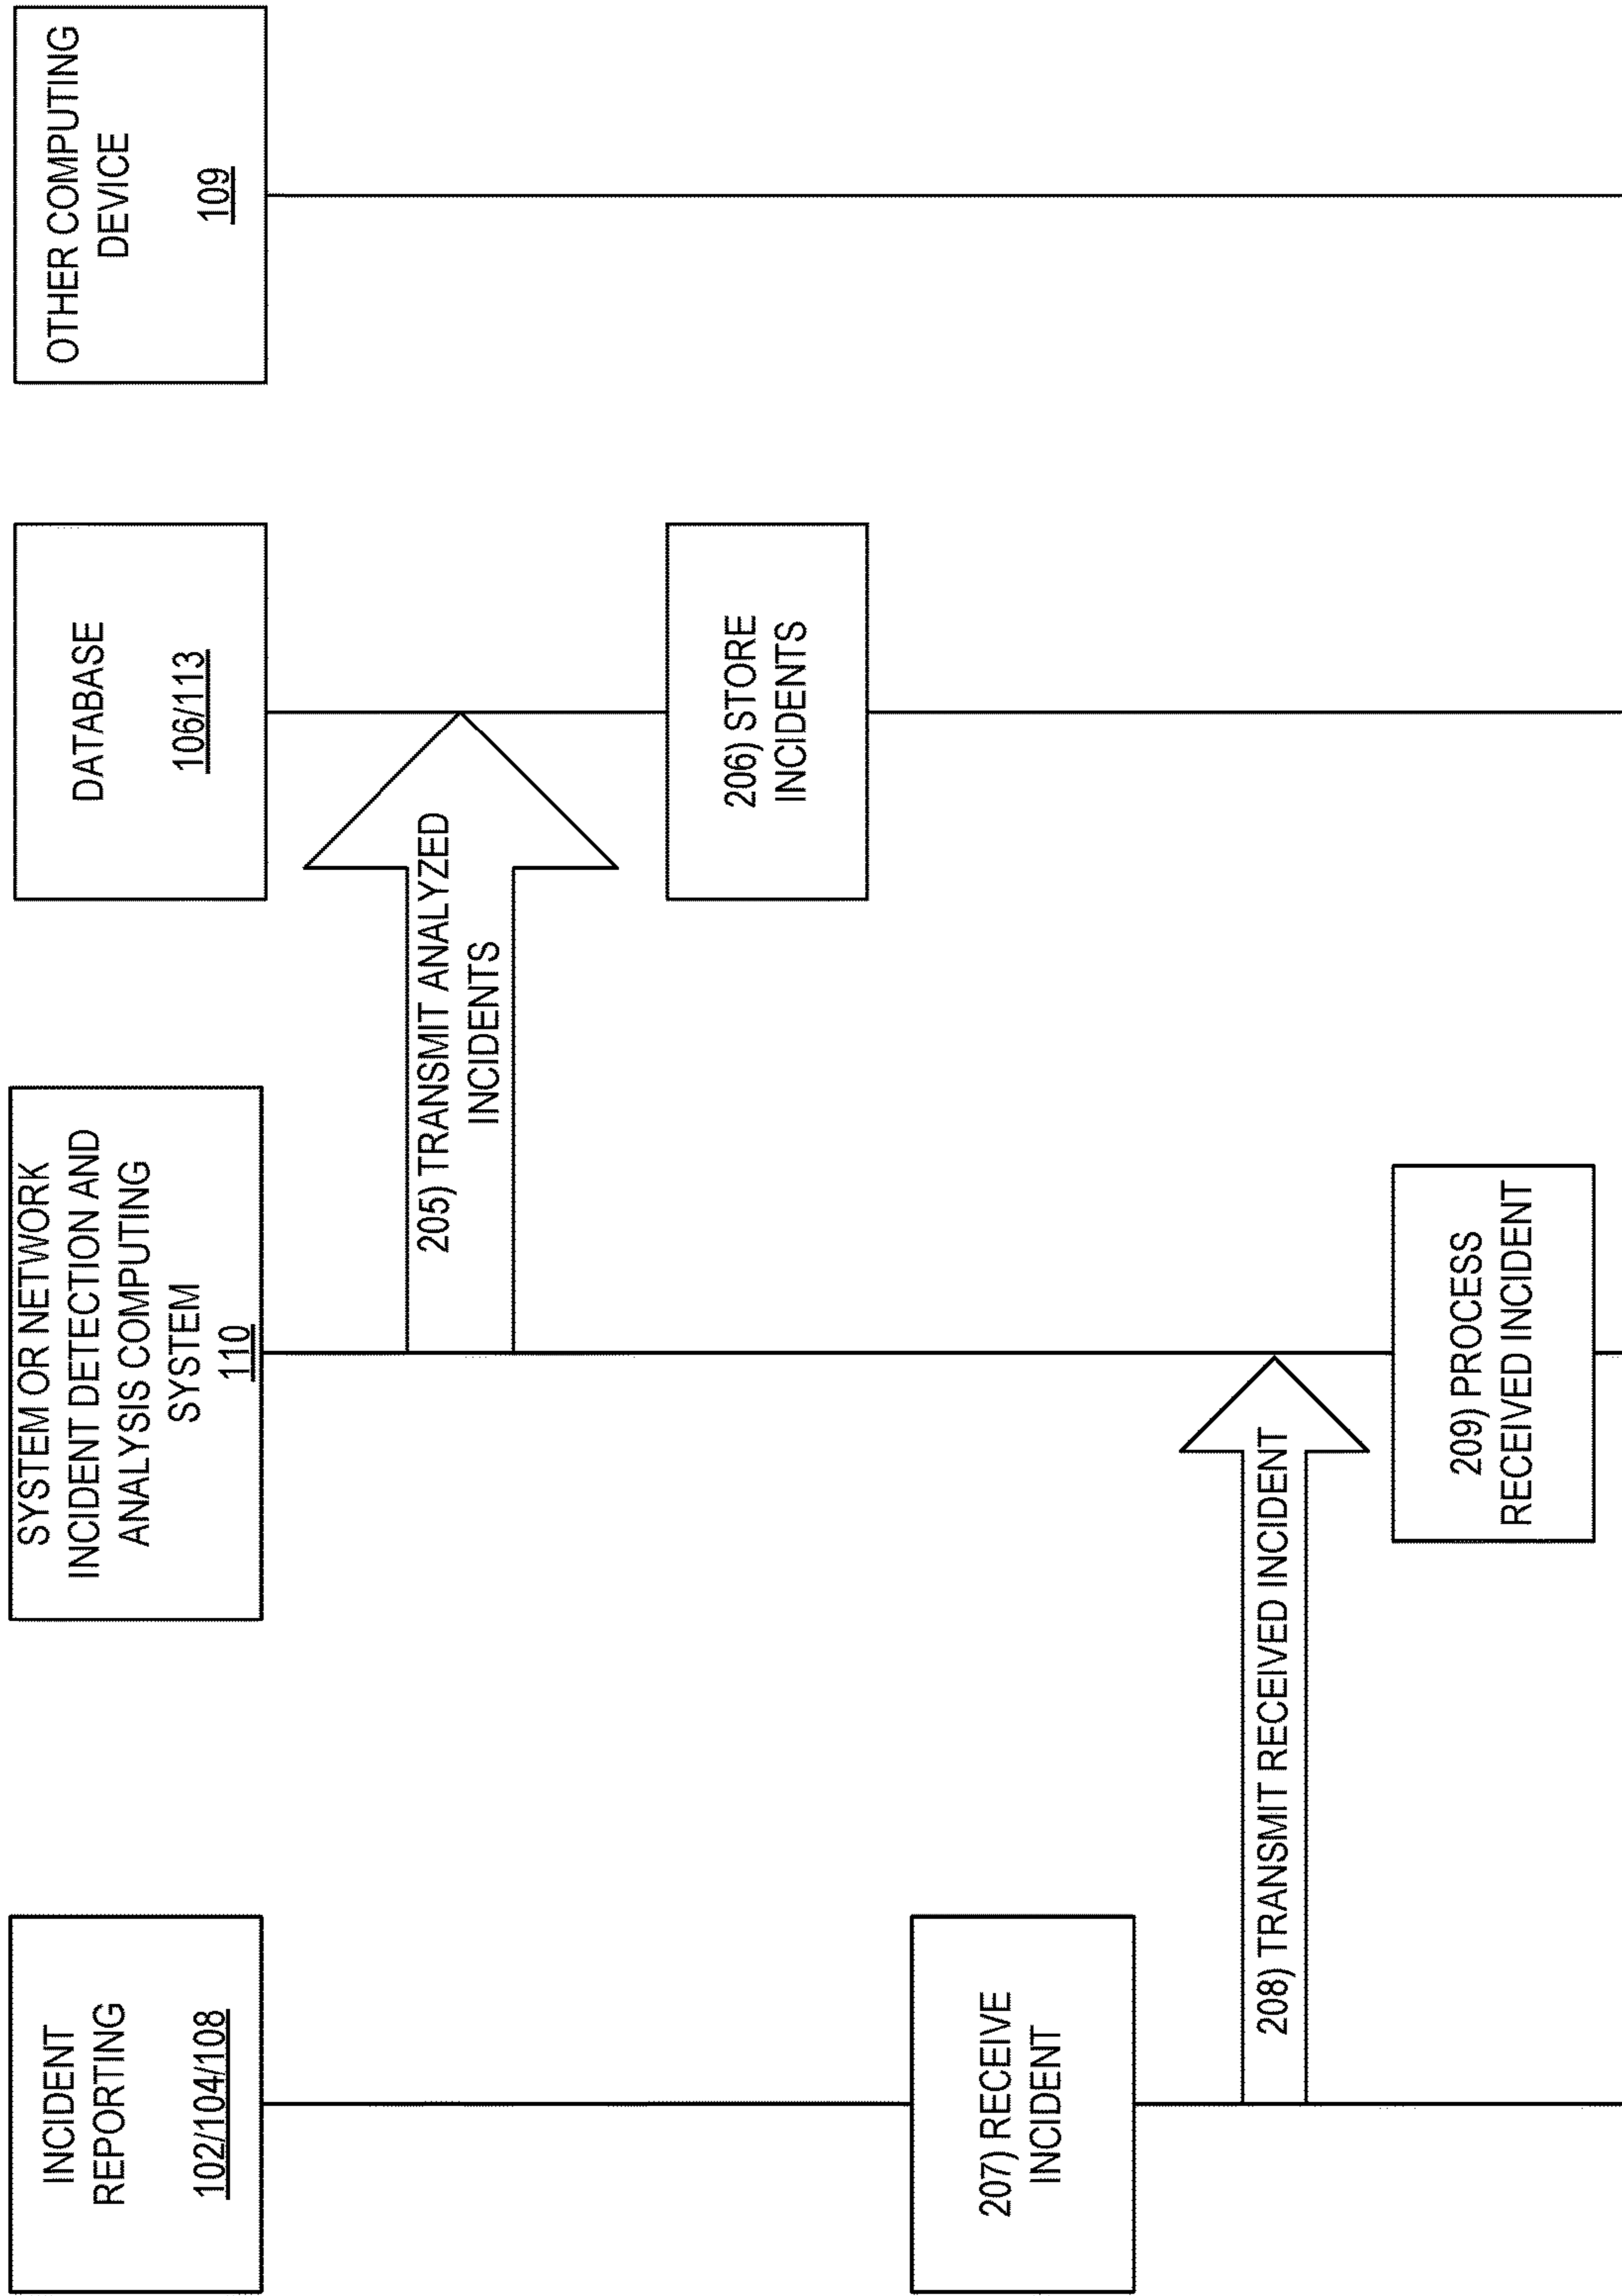 INCIDENT
REPORTING
102/104/108
SYSTEM OR NETWORK
INCIDENT DETECTION AND
ANALYSIS COMPUTING
SYSTEM
110
DATABASE
106/113
OTHER COMPUTING
DEVICE
109
205) TRANSMIT ANALYZED
INCIDENTS
206) STORE
INCIDENTS
207) RECEIVE
INCIDENT
208) TRANSMIT RECEIVED INCIDENT
209) PROCESS
RECEIVED INCIDENT